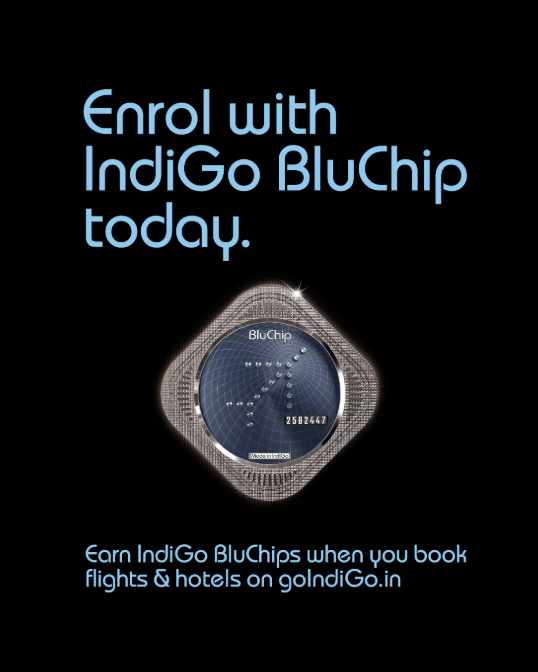 Enrol with
IndiGo BluChip
today.
BluChip
2582447
Made in IndiGo
Earn IndiGo BluChips when you book
flights & hotels on goIndiGo.in